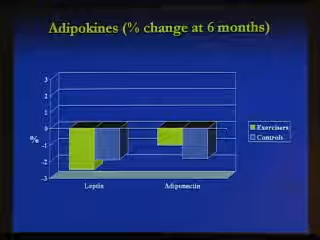 Adipokines (% change at 6 months)
3
2
1
0
-1
-2
-3
%
Leptin
Adiponectin
Exercisers
Controls